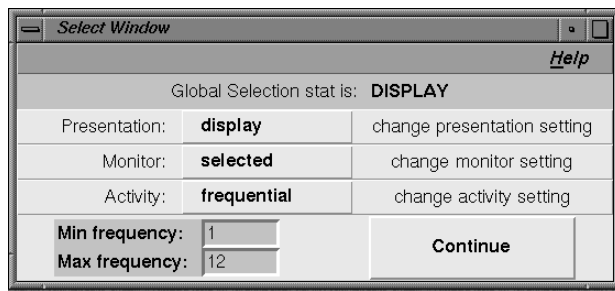 Select Window
Help
Global Selection stat is: DISPLAY
Presentation: display change presentation setting
Monitor: selected change monitor setting
Activity: frequential change activity setting
Min frequency: 1
Max frequency: 12
Continue